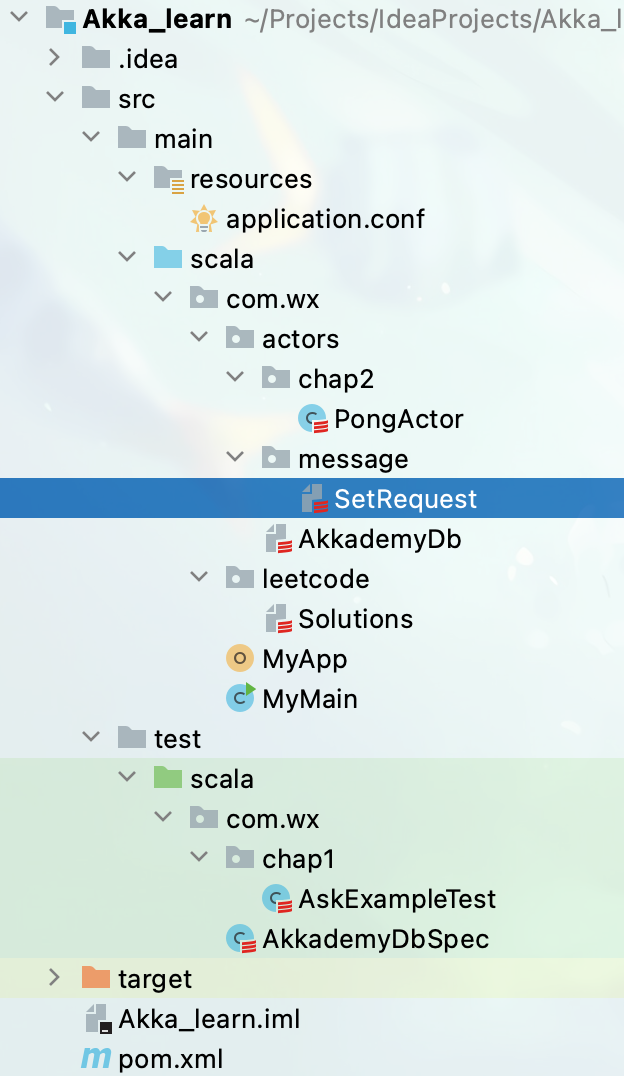 Akka_learn ~/Projects/IdeaProjects/Akka_l
.idea
src
main
resources
application.conf
scala
com.wx
actors
chap2
PongActor
message
SetRequest
AkkademyDb
leetcode
Solutions
MyApp
MyMain
test
scala
com.wx
chap1
AskExampleTest
AkkademyDbSpec
target
Akka_learn.iml
pom.xml